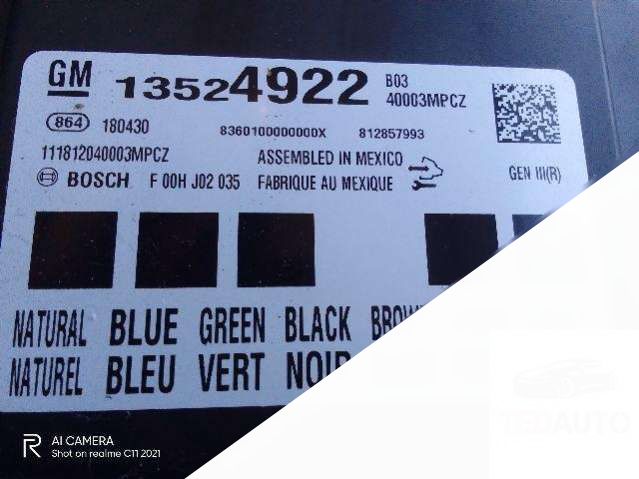 GM 13524922 B03
40003MPCZ
864 180430 8360100000000X 812857993
111812040003MPCZ ASSEMBLED IN MEXICO
BOSCH F 00H J02 035 FABRIQUE AU MEXIQUE GEN III(R)
NATURAL BLUE GREEN BLACK
NATUREL BLEU VERT
R AI CAMERA
Shot on realme C11 2021
TEDAUTO